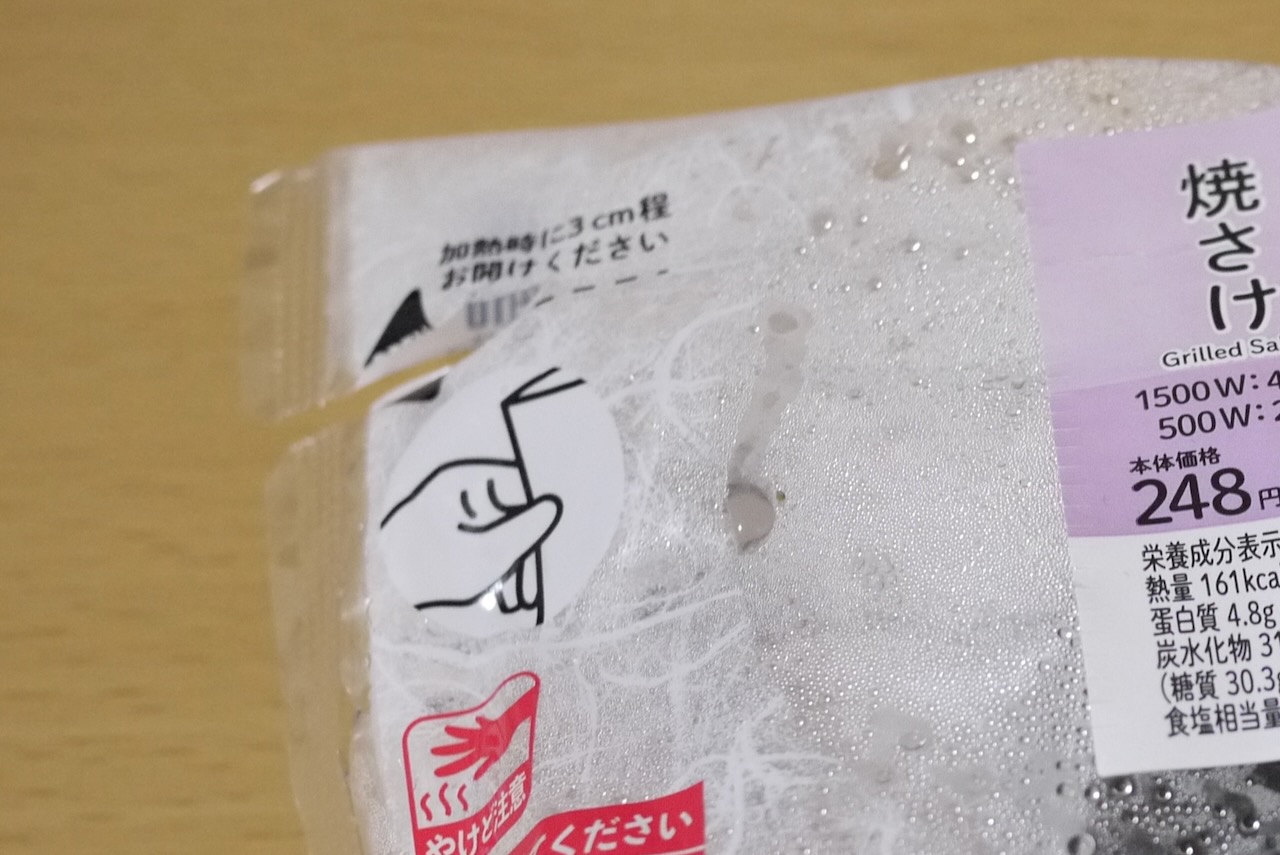 加熱時に3cm程
お開けください
焼さけ
Grilled Sa
1500W:4
500W:2
本体価格
248円
栄養成分表示
熱量 161kca
蛋白質 4.8g
炭水化物 31
(糖質 30.3g
食塩相当量
やけど注意
ください